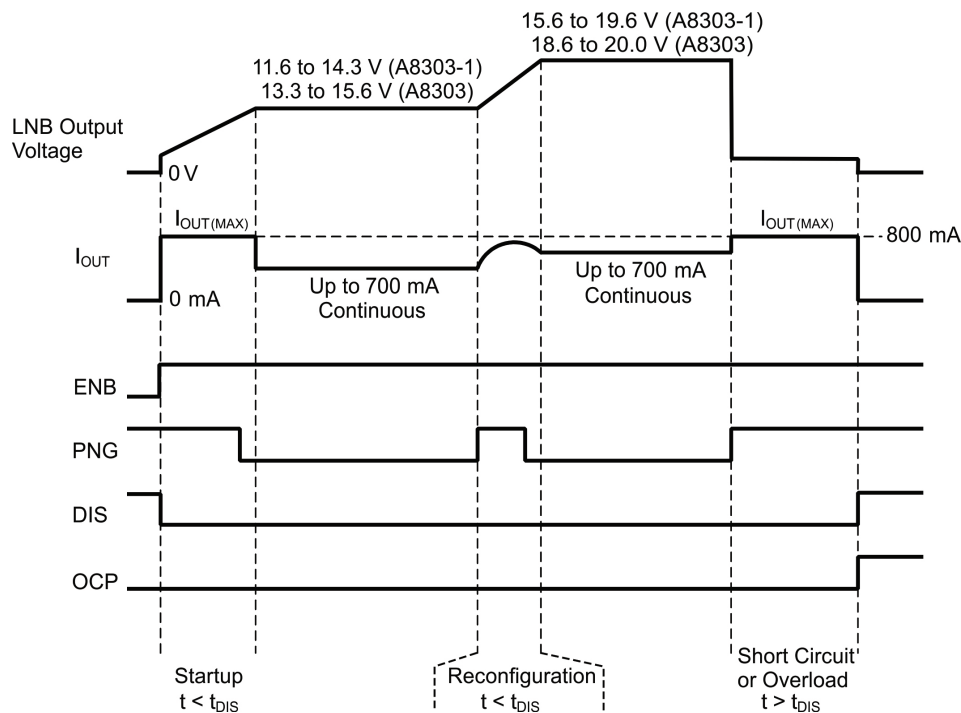 15.6 to 19.6 V (A8303-1)
18.6 to 20.0 V (A8303)
11.6 to 14.3 V (A8303-1)
13.3 to 15.6 V (A8303)
LNB Output
Voltage
0 V
IOUT(MAX)
IOUT(MAX)
800 mA
IOUT
Up to 700 mA
Continuous
Up to 700 mA
Continuous
0 mA
ENB
PNG
DIS
OCP
Startup
t < tDIS
Reconfiguration
t < tDIS
Short Circuit
or Overload
t > tDIS